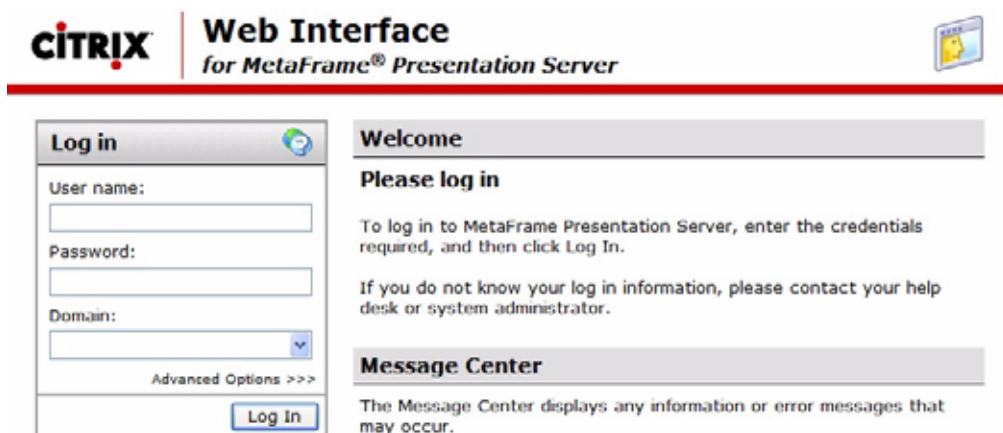 CİTRIX
Web Interface
for MetaFrame® Presentation Server
Log in
User name:
Password:
Domain:
Advanced Options >>>
Log In
Welcome
Please log in
To log in to MetaFrame Presentation Server, enter the credentials
required, and then click Log In.
If you do not know your log in information, please contact your help
desk or system administrator.
Message Center
The Message Center displays any information or error messages that
may occur.